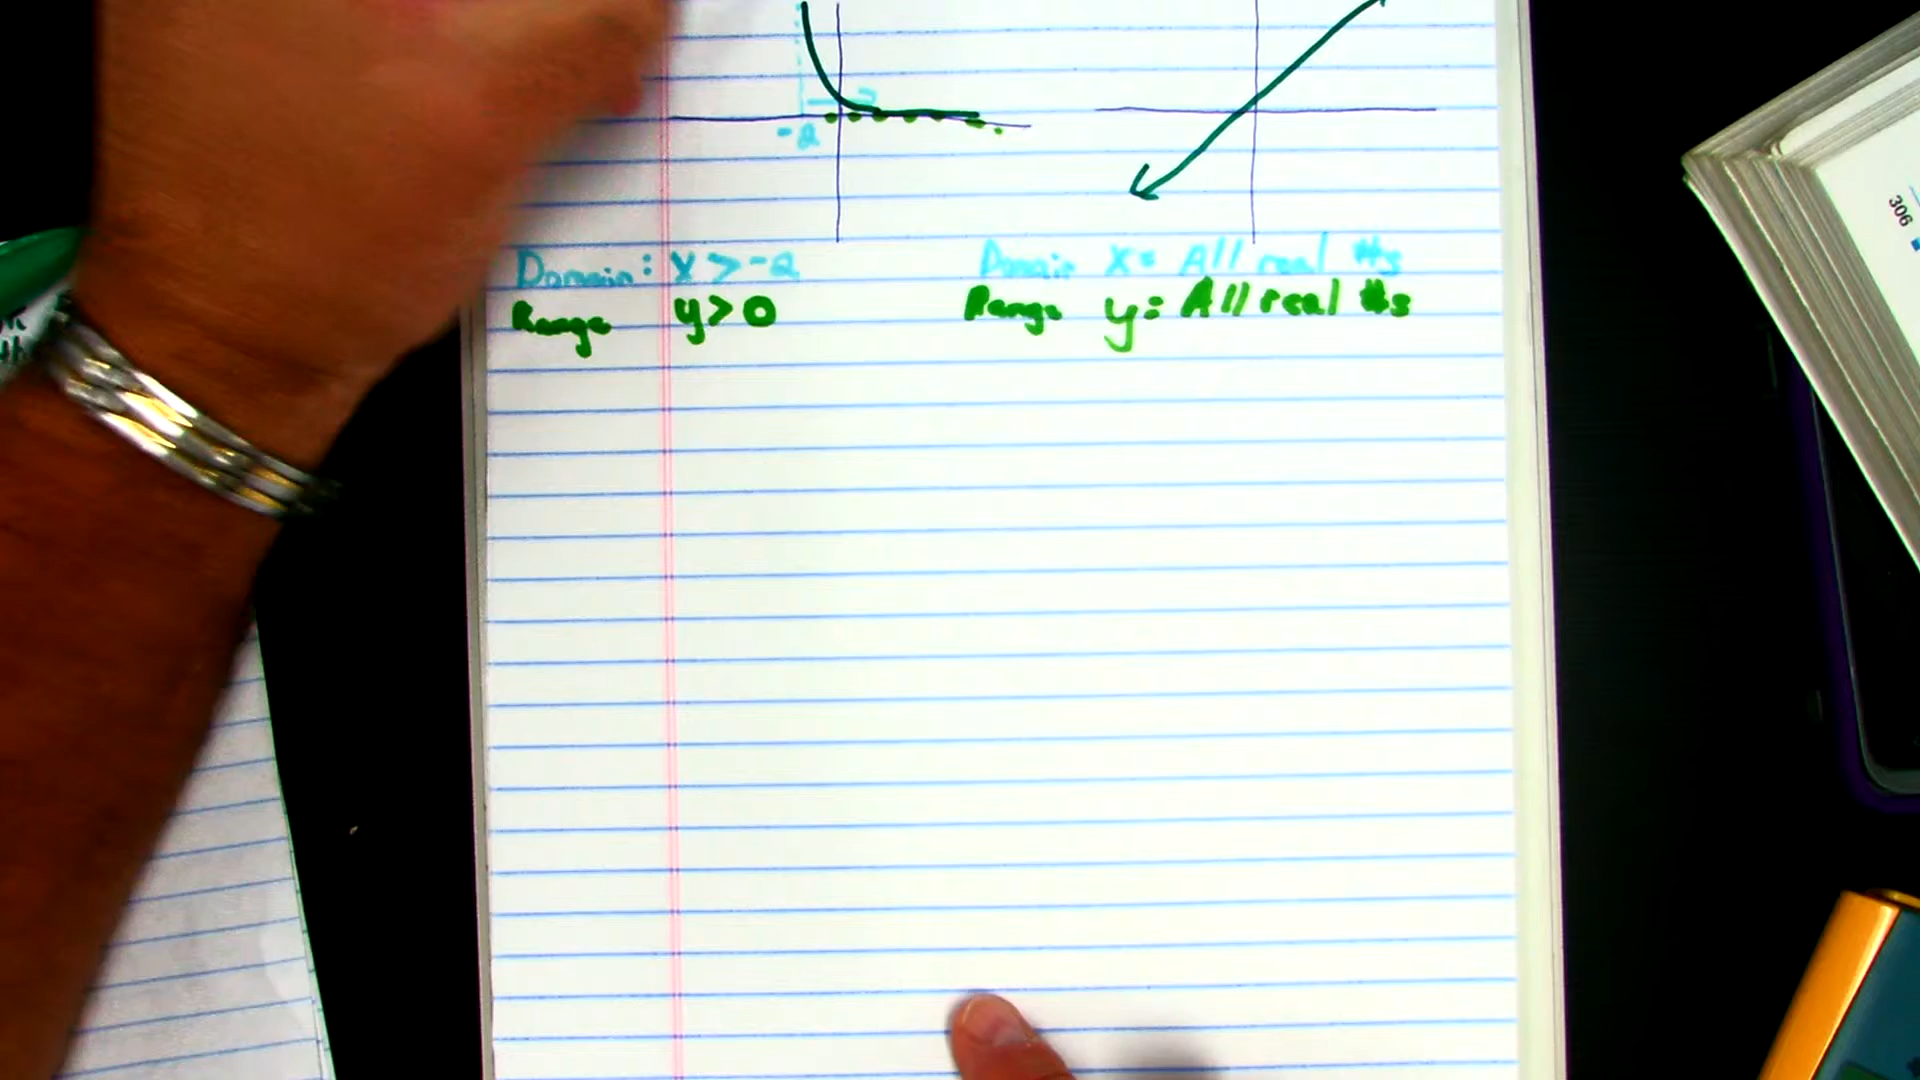 -2
Domain: x > -2
Range y > 0
Domain x = All real #s
Range y = All real #s
306